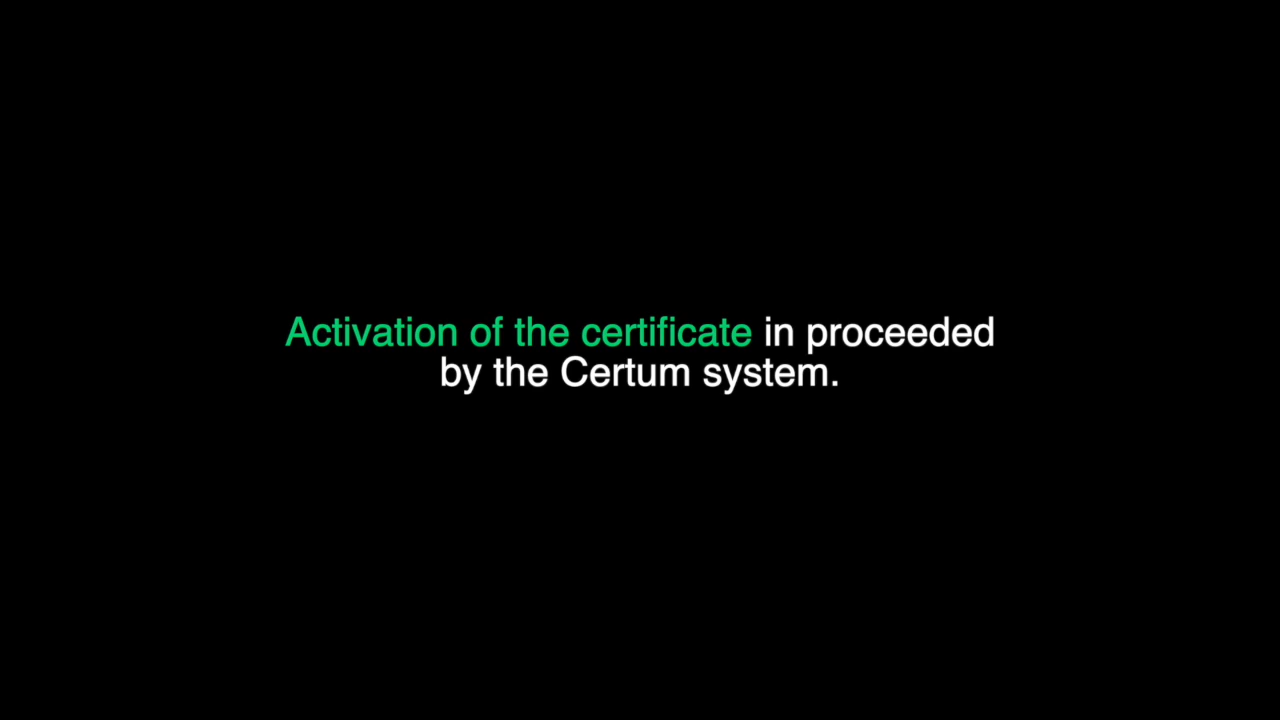 Activation of the certificate in proceeded
by the Certum system.